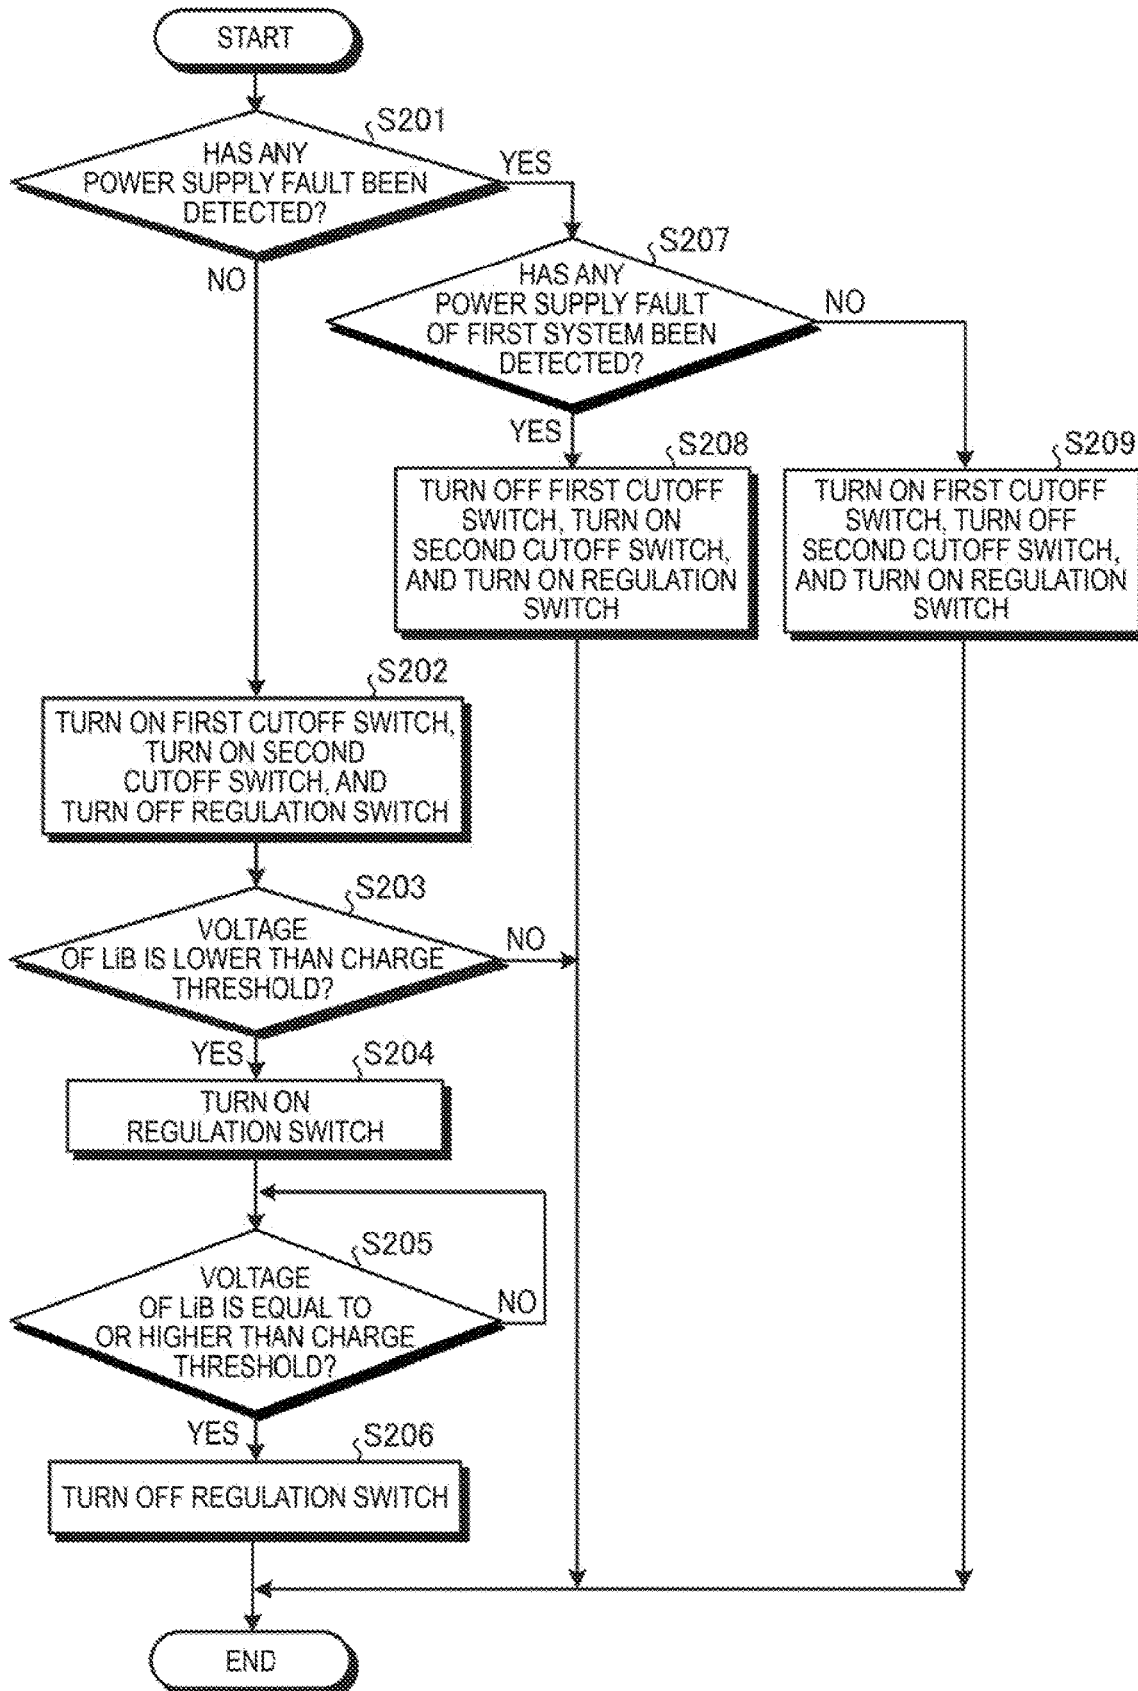 START
S201
HAS ANY
POWER SUPPLY FAULT BEEN
DETECTED?
YES
NO
S207
HAS ANY
POWER SUPPLY FAULT
OF FIRST SYSTEM BEEN
DETECTED?
NO
YES
S208
TURN OFF FIRST CUTOFF
SWITCH, TURN ON
SECOND CUTOFF SWITCH,
AND TURN ON REGULATION
SWITCH
S209
TURN ON FIRST CUTOFF
SWITCH, TURN OFF
SECOND CUTOFF SWITCH,
AND TURN ON REGULATION
SWITCH
S202
TURN ON FIRST CUTOFF SWITCH,
TURN ON SECOND
CUTOFF SWITCH, AND
TURN OFF REGULATION SWITCH
S203
VOLTAGE
OF LiB IS LOWER THAN CHARGE
THRESHOLD?
NO
YES
S204
TURN ON
REGULATION SWITCH
S205
VOLTAGE
OF LiB IS EQUAL TO
OR HIGHER THAN CHARGE
THRESHOLD?
NO
YES
S206
TURN OFF REGULATION SWITCH
END